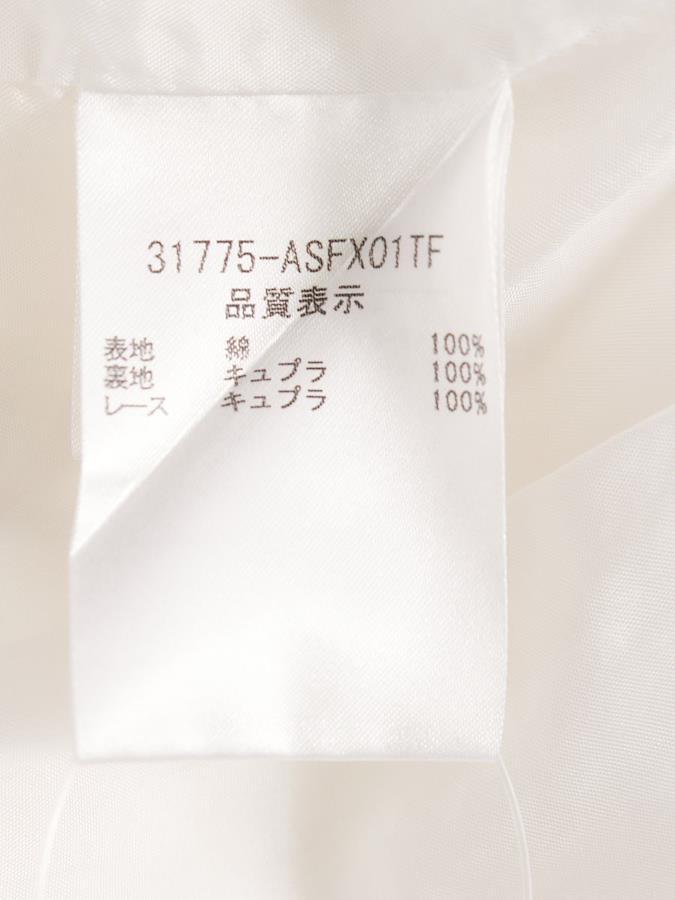 31775-ASFX01TF
品質表示
表地 綿 100%
裏地 キュプラ 100%
レース キュプラ 100%